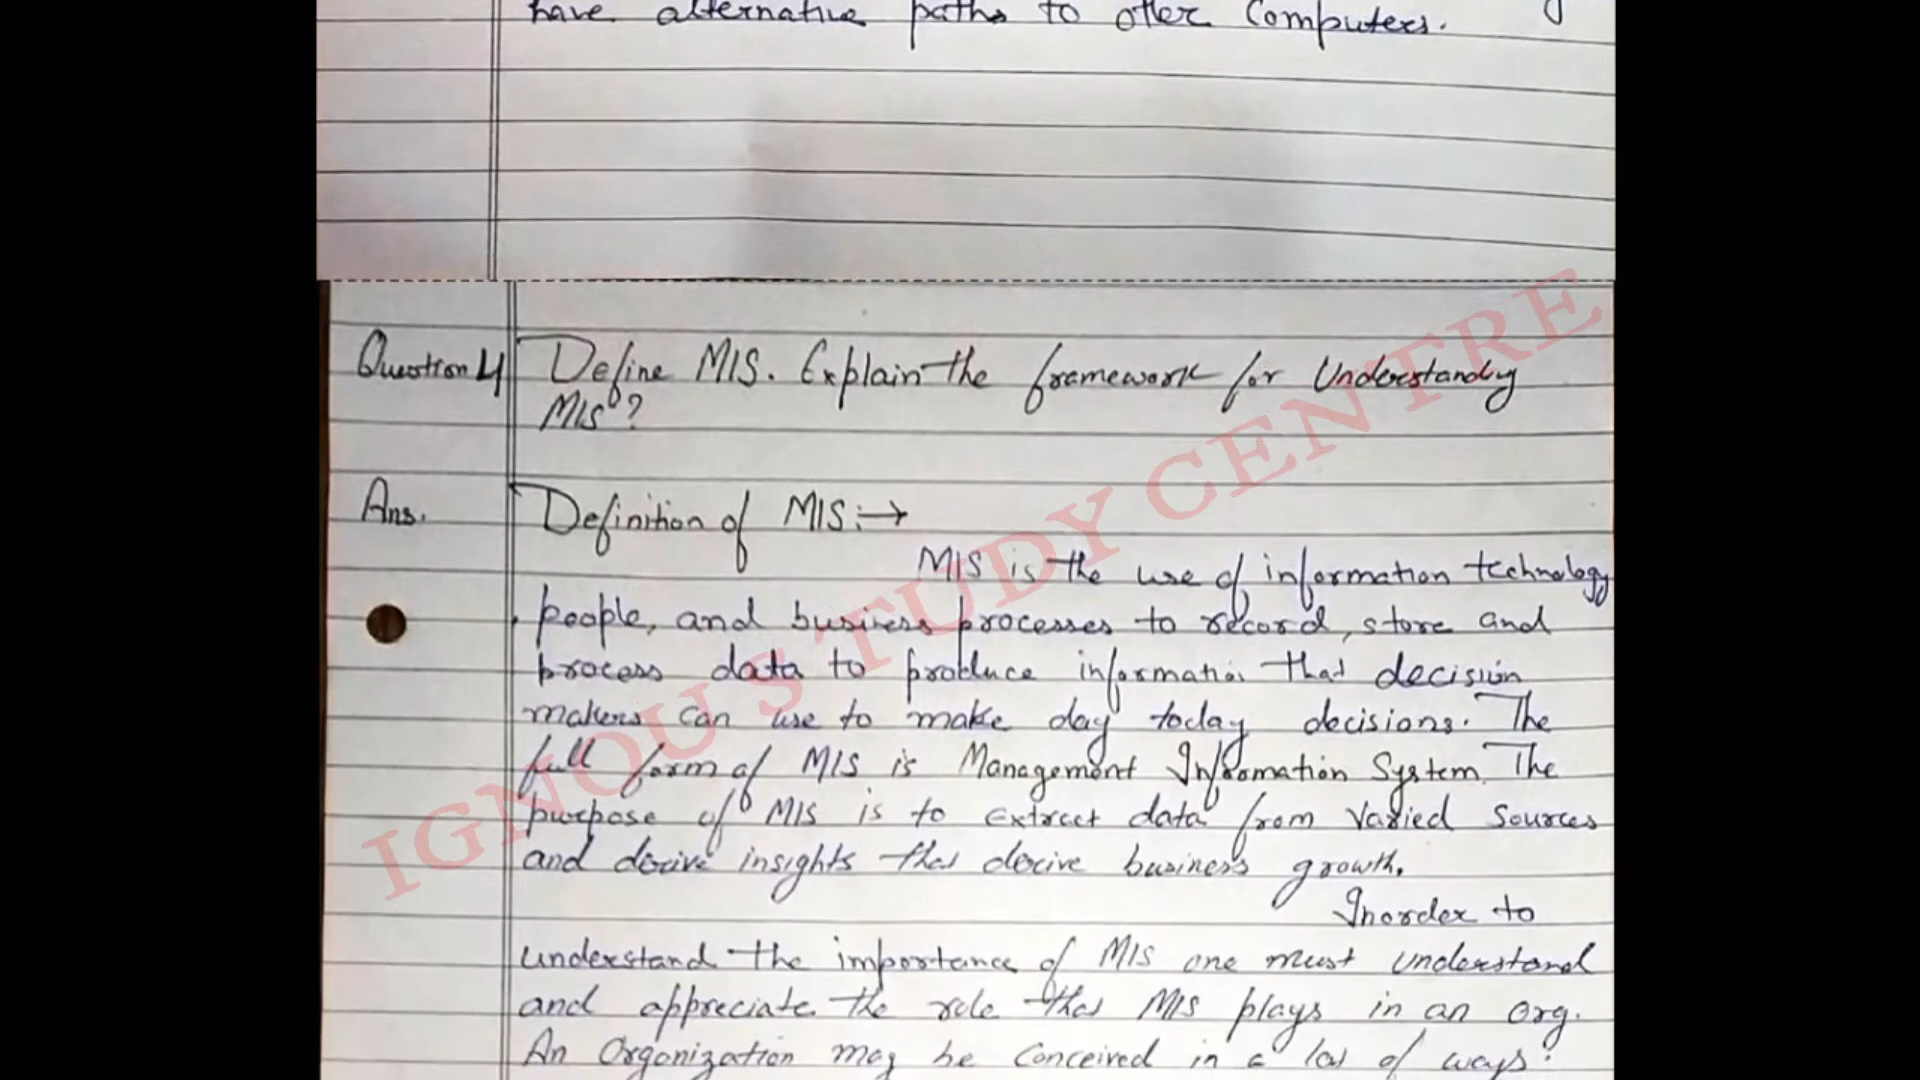 have alternative paths to other Computers.
Question 4 Define MIS. Explain the framework for Understanding
MIS?
Ans. Definition of MIS:→
MIS is the use of information technology
people, and business processes to record, store and
process data to produce information that decision
makers can use to make day today decisions. The
full form of MIS is Management Information System. The
purpose of MIS is to extract data from Varied Sources
and derive insights that derive business growth.
Inorder to
understand the importance of MIS one must understand
and appreciate the role that MIS plays in an org.
An Organization may be Conceived in a lot of ways:
IGNOU STUDY CENTRE